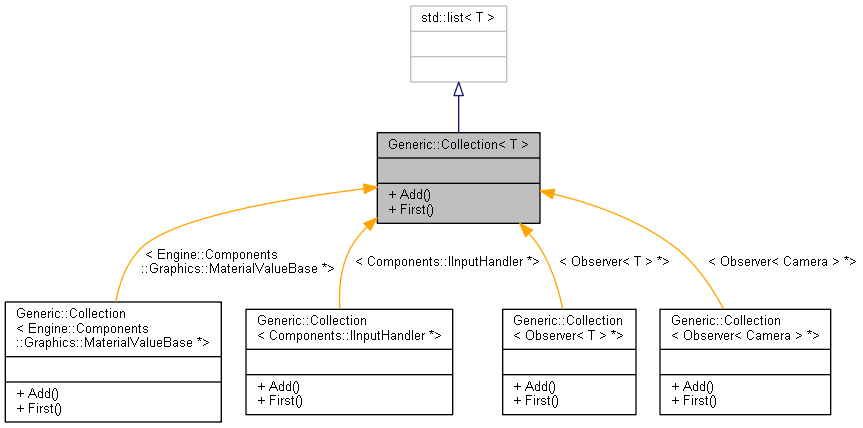 std::list< T >
Generic::Collection< T >
+ Add()
+ First()
< Engine::Components
::Graphics::MaterialValueBase *>
< Components::IInputHandler *>
< Observer< T > *>
< Observer< Camera > *>
Generic::Collection
< Engine::Components
::Graphics::MaterialValueBase *>
+ Add()
+ First()
Generic::Collection
< Components::IInputHandler *>
+ Add()
+ First()
Generic::Collection
< Observer< T > *>
+ Add()
+ First()
Generic::Collection
< Observer< Camera > *>
+ Add()
+ First()